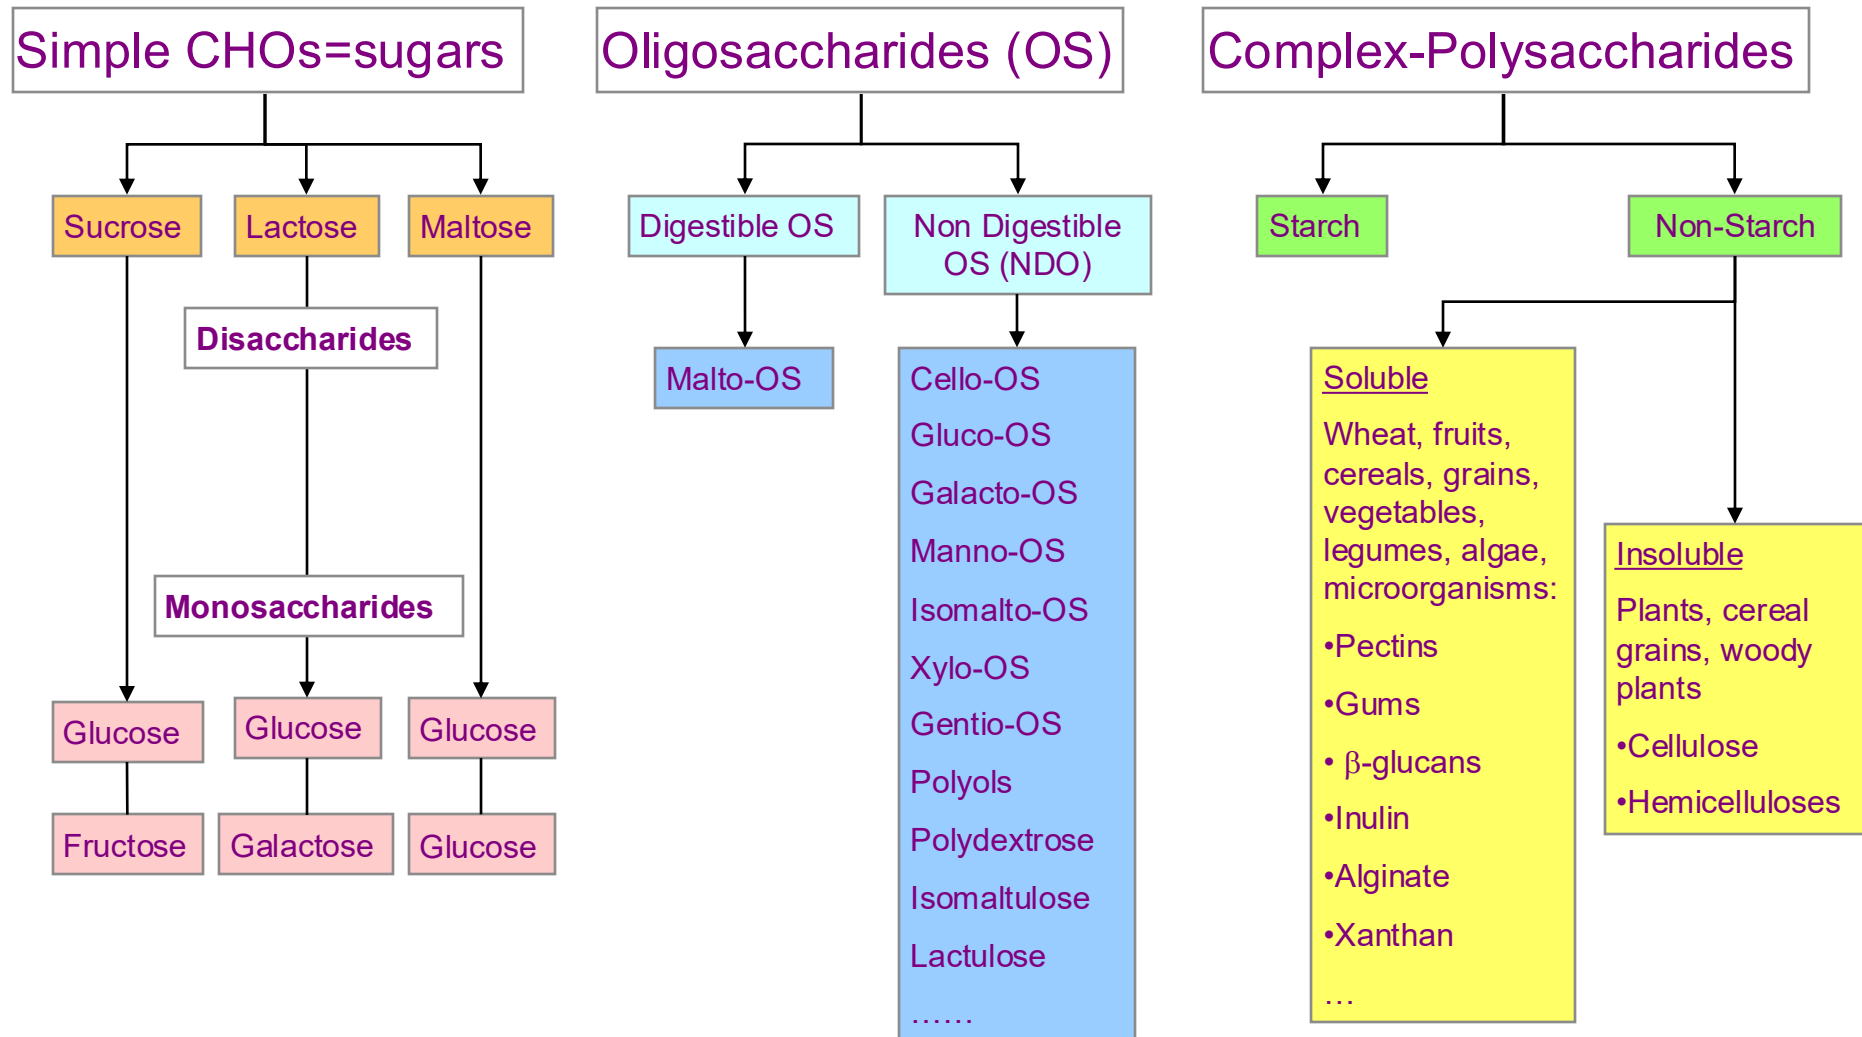 Simple CHOs=sugars
Sucrose
Lactose
Maltose
Disaccharides
Monosaccharides
Glucose
Glucose
Glucose
Fructose
Galactose
Glucose
Oligosaccharides (OS)
Digestible OS
Non Digestible
OS (NDO)
Malto-OS
Cello-OS
Gluco-OS
Galacto-OS
Manno-OS
Isomalto-OS
Xylo-OS
Gentio-OS
Polyols
Polydextrose
Isomaltulose
Lactulose
……
Complex-Polysaccharides
Starch
Non-Starch
Soluble
Wheat, fruits,
cereals, grains,
vegetables,
legumes, algae,
microorganisms:
•Pectins
•Gums
• β-glucans
•Inulin
•Alginate
•Xanthan
…
Insoluble
Plants, cereal
grains, woody
plants
•Cellulose
•Hemicelluloses